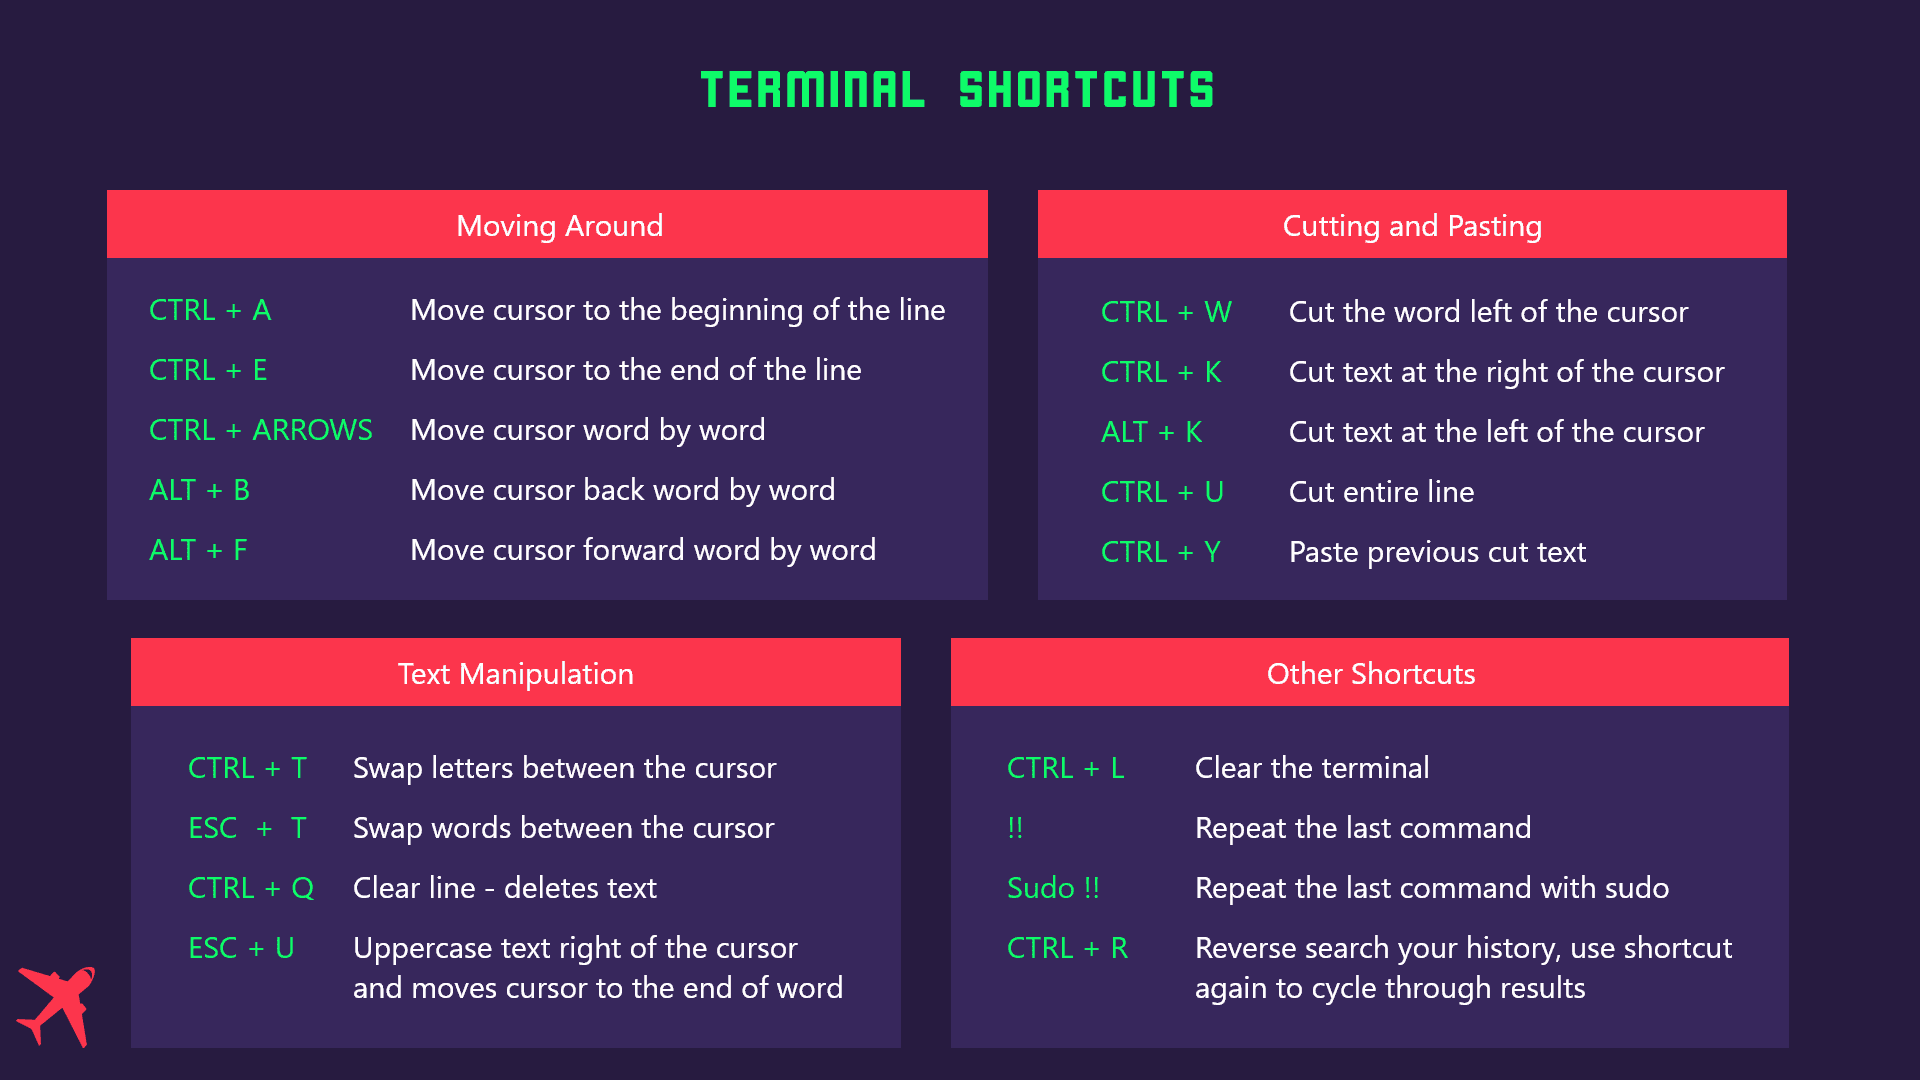 TERMINAL SHORTCUTS
Moving Around
CTRL + A Move cursor to the beginning of the line
CTRL + E Move cursor to the end of the line
CTRL + ARROWS Move cursor word by word
ALT + B Move cursor back word by word
ALT + F Move cursor forward word by word
Cutting and Pasting
CTRL + W Cut the word left of the cursor
CTRL + K Cut text at the right of the cursor
ALT + K Cut text at the left of the cursor
CTRL + U Cut entire line
CTRL + Y Paste previous cut text
Text Manipulation
CTRL + T Swap letters between the cursor
ESC + T Swap words between the cursor
CTRL + Q Clear line - deletes text
ESC + U Uppercase text right of the cursor
and moves cursor to the end of word
Other Shortcuts
CTRL + L Clear the terminal
!! Repeat the last command
Sudo !! Repeat the last command with sudo
CTRL + R Reverse search your history, use shortcut
again to cycle through results